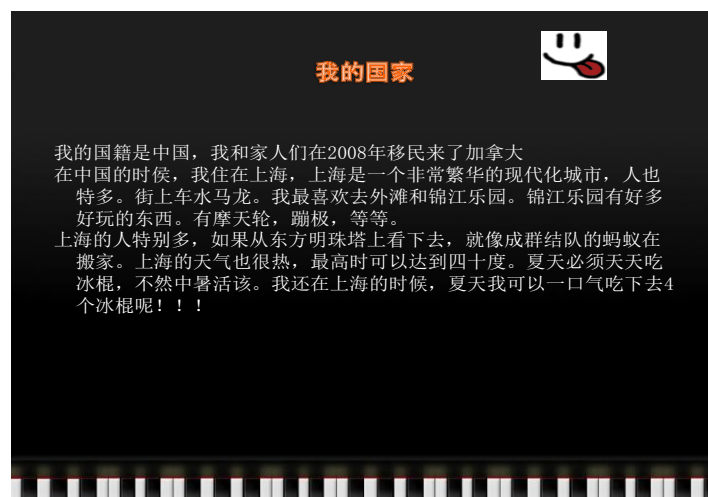 我的国家
我的国籍是中国，我和家人们在2008年移民来了加拿大
在中国的时侯，我住在上海，上海是一个非常繁华的现代化城市，人也
特多。街上车水马龙。我最喜欢去外滩和锦江乐园。锦江乐园有好多
好玩的东西。有摩天轮，蹦极，等等。
上海的人特别多，如果从东方明珠塔上看下去，就像成群结队的蚂蚁在
搬家。上海的天气也很热，最高时可以达到四十度。夏天必须天天吃
冰棍，不然中暑活该。我还在上海的时候，夏天我可以一口气吃下去4
个冰棍呢！！！